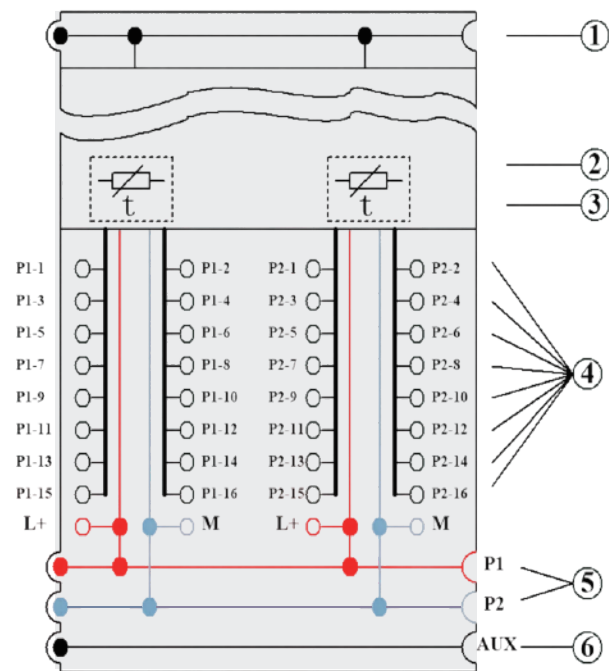 1
2
3
t t
P1-1 P1-2 P2-1 P2-2
P1-3 P1-4 P2-3 P2-4
4
P1-5 P1-6 P2-5 P2-6
P1-7 P1-8 P2-7 P2-8
P1-9 P1-10 P2-9 P2-10
P1-11 P1-12 P2-11 P2-12
P1-13 P1-14 P2-13 P2-14
P1-15 P1-16 P2-15 P2-16
L+ M L+ M
P1
5
P2
AUX 6